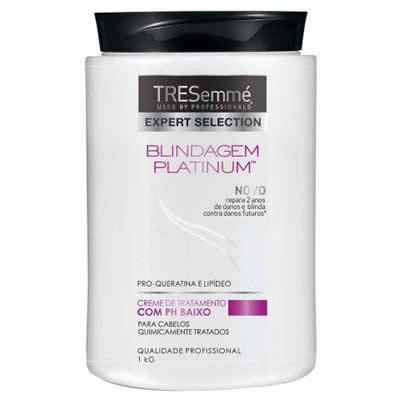 TRESemmé
USED BY PROFESSIONALS
EXPERT SELECTION
BLINDAGEM
PLATINUM™
NOVO
repara 2 anos
de danos e blinda
contra danos futuros*
PRO-QUERATINA E LIPÍDEO
CREME DE TRATAMENTO
COM PH BAIXO
PARA CABELOS
QUIMICAMENTE TRATADOS
QUALIDADE PROFISSIONAL
1 KG